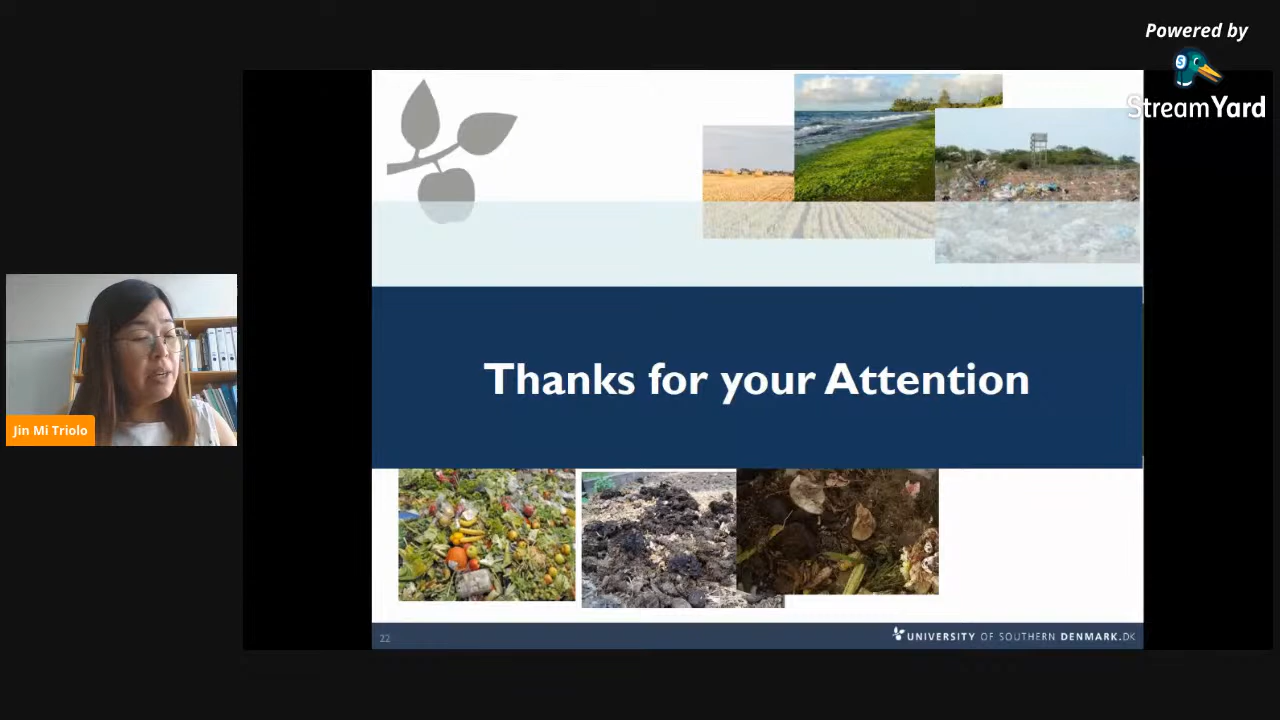 Powered by
StreamYard
Thanks for your Attention
Jin Mi Triolo
22
UNIVERSITY OF SOUTHERN DENMARK.DK